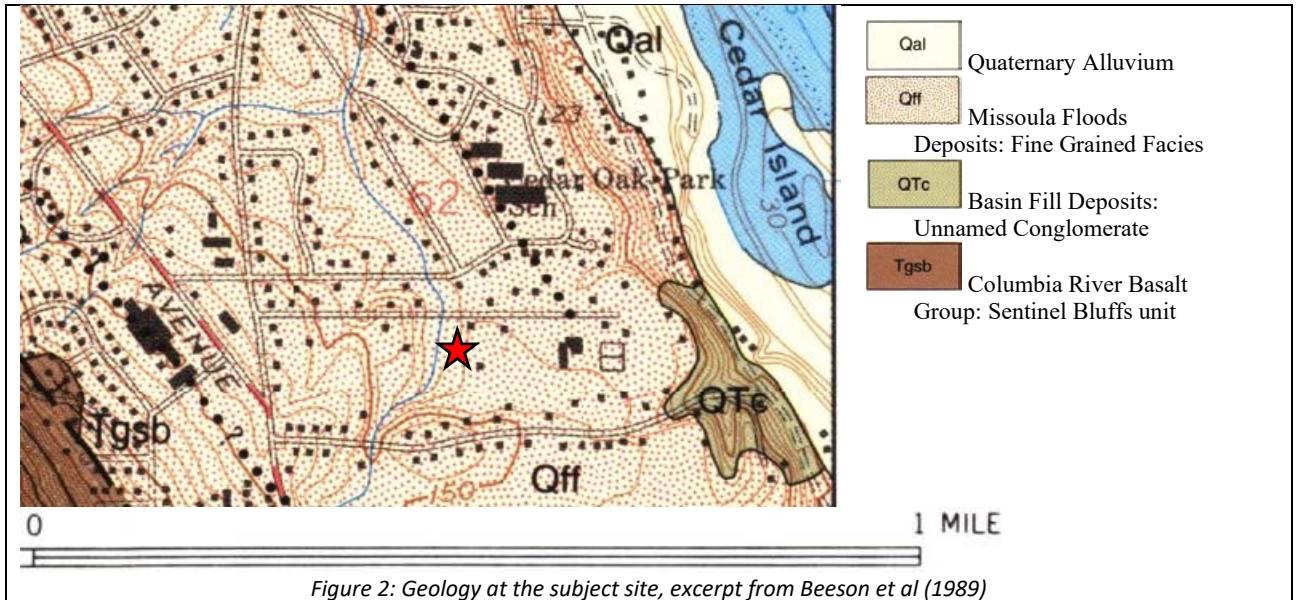 Qal
Cedar
Island
23
30
Cedar Oak Park
Sch
62
AVENUE
QTc
Tgsb
?
Qff
150
Qal
Quaternary Alluvium
Qff
Missoula Floods
Deposits: Fine Grained Facies
QTc
Basin Fill Deposits:
Unnamed Conglomerate
Tgsb
Columbia River Basalt
Group: Sentinel Bluffs unit
0
1 MILE
Figure 2: Geology at the subject site, excerpt from Beeson et al (1989)